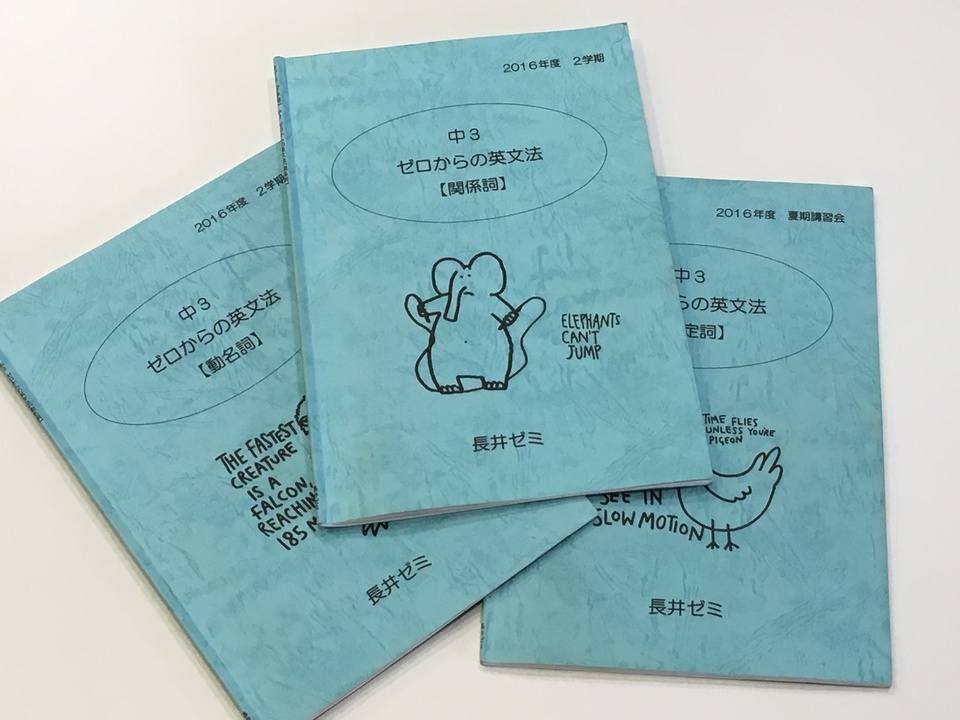 2016年度 2学期
中3
ゼロからの英文法
【関係詞】
ELEPHANTS
CAN'T
JUMP
長井ゼミ
2016年度 2学期
中3
ゼロからの英文法
【動名詞】
THE FASTEST
CREATURE
IS A
FALCON,
REACHING
185
長井ゼミ
2016年度 夏期講習会
中3
らの英文法
定詞】
TIME FLIES
UNLESS YOU'RE
PIGEON
SEE IN
SLOW MOTION
長井ゼミ